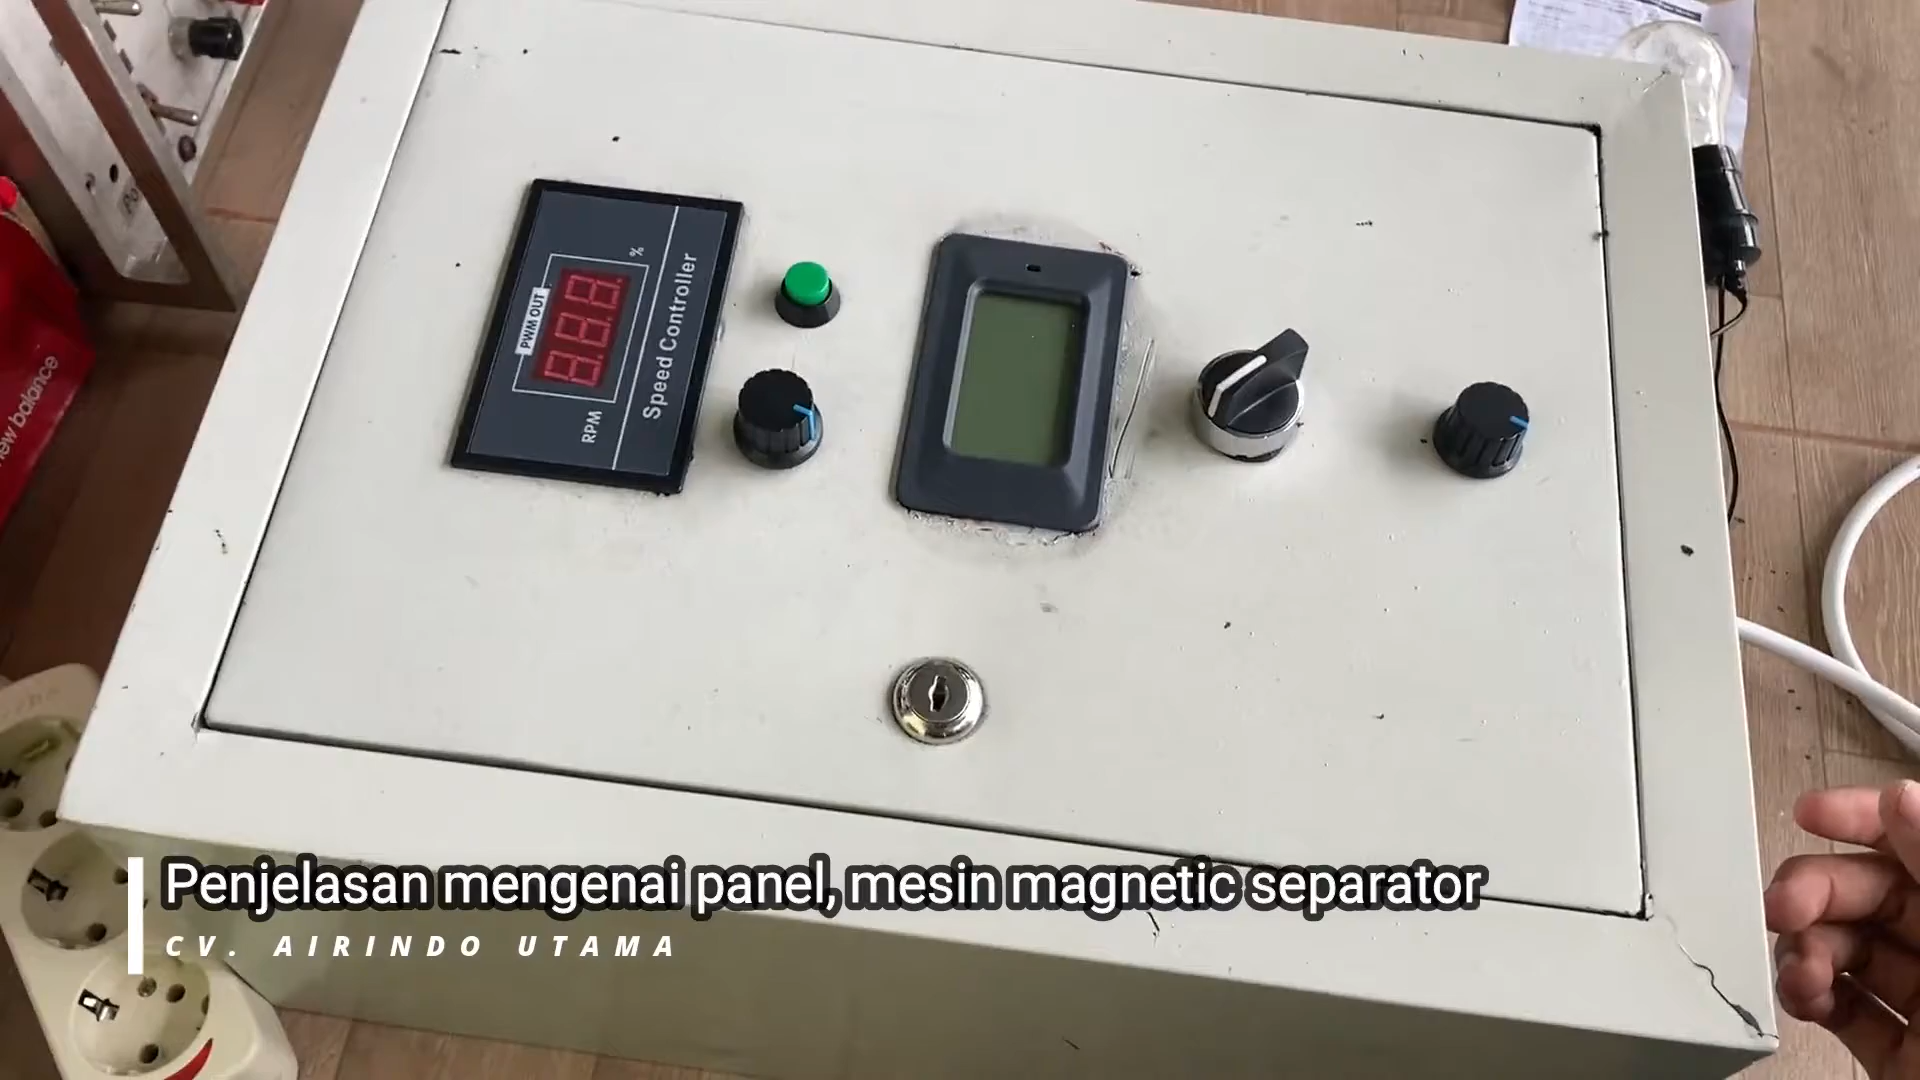 PWM OUT
8.8.8.
%
RPM
Speed Controller
new balance
Penjelasan mengenai panel, mesin magnetic separator
CV. AIRINDO UTAMA